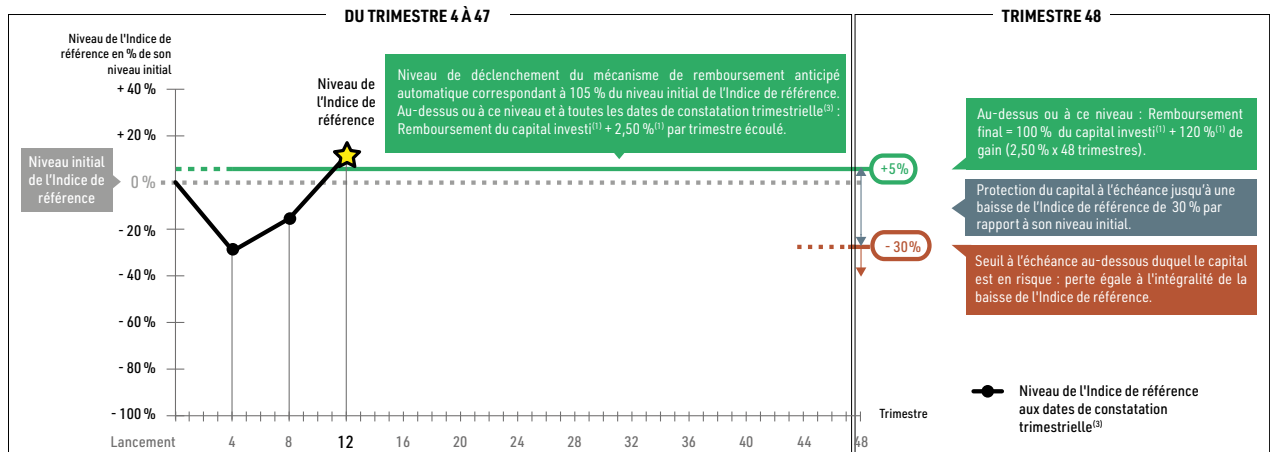 DU TRIMESTRE 4 À 47
TRIMESTRE 48
Niveau de l'Indice de
référence en % de son
niveau initial
+ 40 %
+ 20 %
0 %
- 20 %
- 40 %
- 60 %
- 80 %
- 100 %
Niveau initial
de l'Indice de
référence
Niveau de
l'Indice de
référence
Niveau de déclenchement du mécanisme de remboursement anticipé
automatique correspondant à 105 % du niveau initial de l'Indice de référence.
Au-dessus ou à ce niveau et à toutes les dates de constatation trimestrielle(3) :
Remboursement du capital investi(1) + 2,50 %(1) par trimestre écoulé.
+5%
- 30%
Au-dessus ou à ce niveau : Remboursement
final = 100 % du capital investi(1) + 120 %(1) de
gain (2,50 % x 48 trimestres).
Protection du capital à l'échéance jusqu'à une
baisse de l'Indice de référence de 30 % par
rapport à son niveau initial.
Seuil à l'échéance au-dessous duquel le capital
est en risque : perte égale à l'intégralité de la
baisse de l'Indice de référence.
Niveau de l'Indice de référence
aux dates de constatation
trimestrielle(3)
Trimestre
Lancement 4 8 12 16 20 24 28 32 36 40 44 48